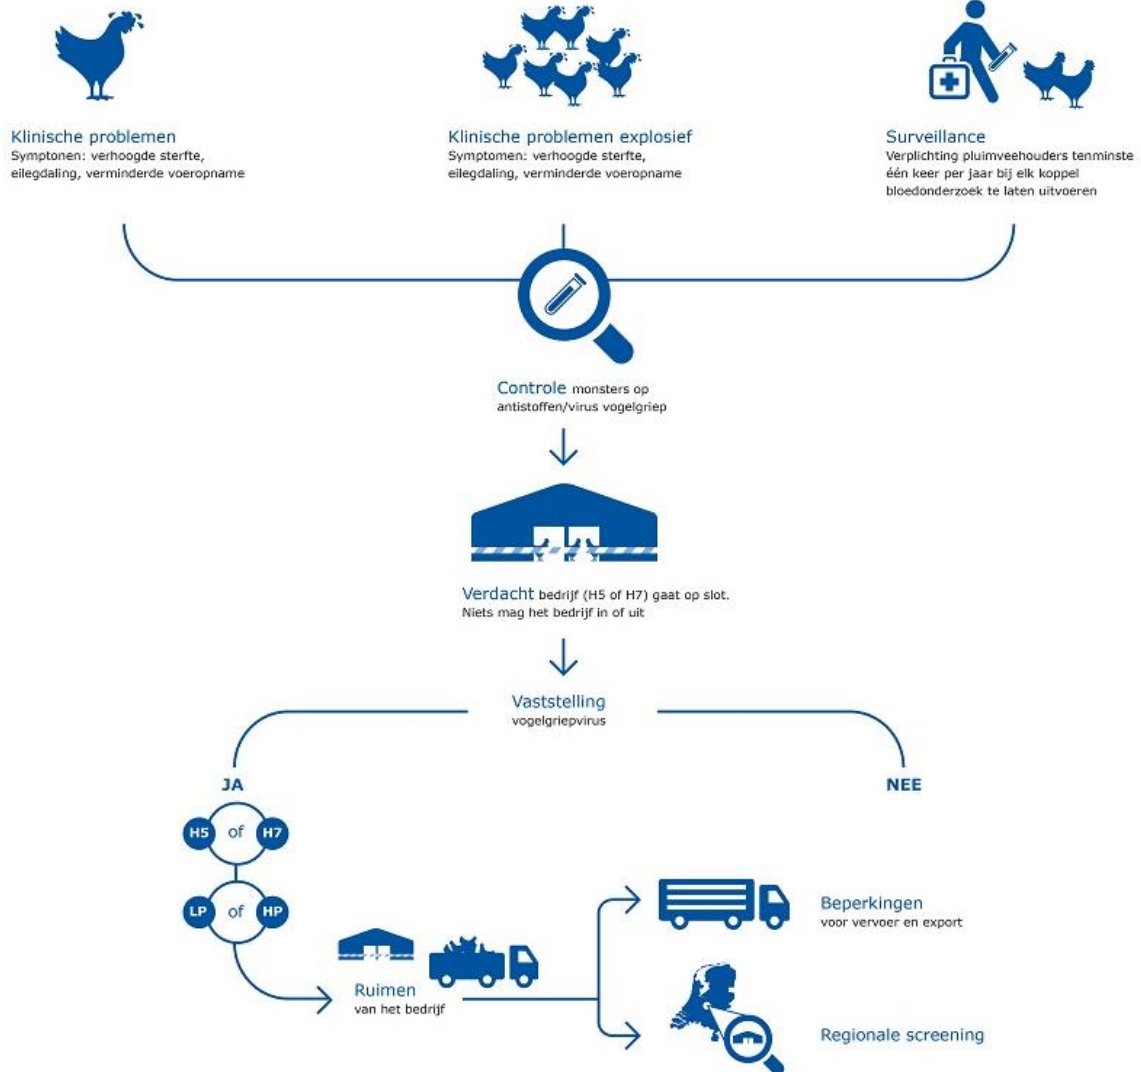 Klinische problemen
Symptonen: verhoogde sterfte,
eilegdaling, verminderde voeropname
Klinische problemen explosief
Symptomen: verhoogde sterfte,
eilegdaling, verminderde voeropname
Surveillance
Verplichting pluimveehouders tenminste
één keer per jaar bij elk koppel
bloedonderzoek te laten uitvoeren
Controle monsters op
antistoffen/virus vogelgriep
Verdacht bedrijf (H5 of H7) gaat op slot.
Niets mag het bedrijf in of uit
Vaststelling
vogelgriepvirus
JA
NEE
H5 of H7
LP of HP
Ruimen
van het bedrijf
Beperkingen
voor vervoer en export
Regionale screening